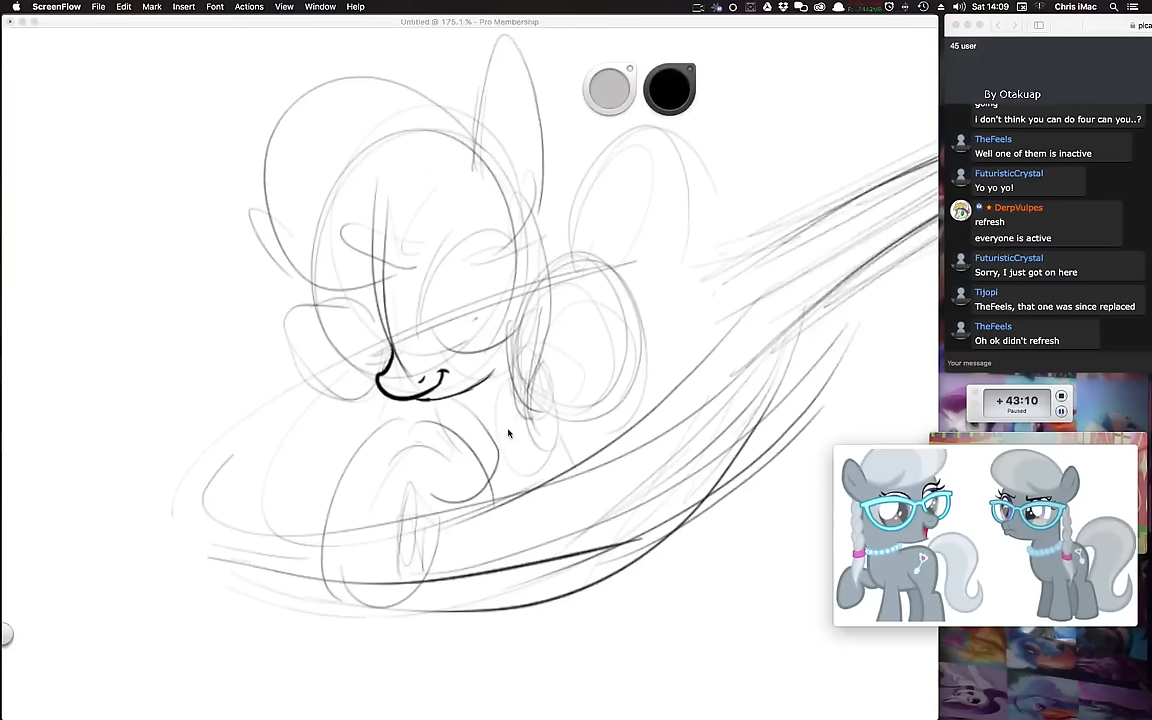 ScreenFlow File Edit Mark Insert Font Actions View Window Help
Sat 14:09 Chris iMac
Untitled @ 175.1 % - Pro Membership
pica
45 user
By Otakuap
going
i don't think you can do four can you..?
TheFeels
Well one of them is inactive
FuturisticCrystal
Yo yo yo!
DerpVulpes
refresh
everyone is active
FuturisticCrystal
Sorry, I just got on here
Tijopi
TheFeels, that one was since replaced
TheFeels
Oh ok didn't refresh
Your message
+ 43:10
Paused